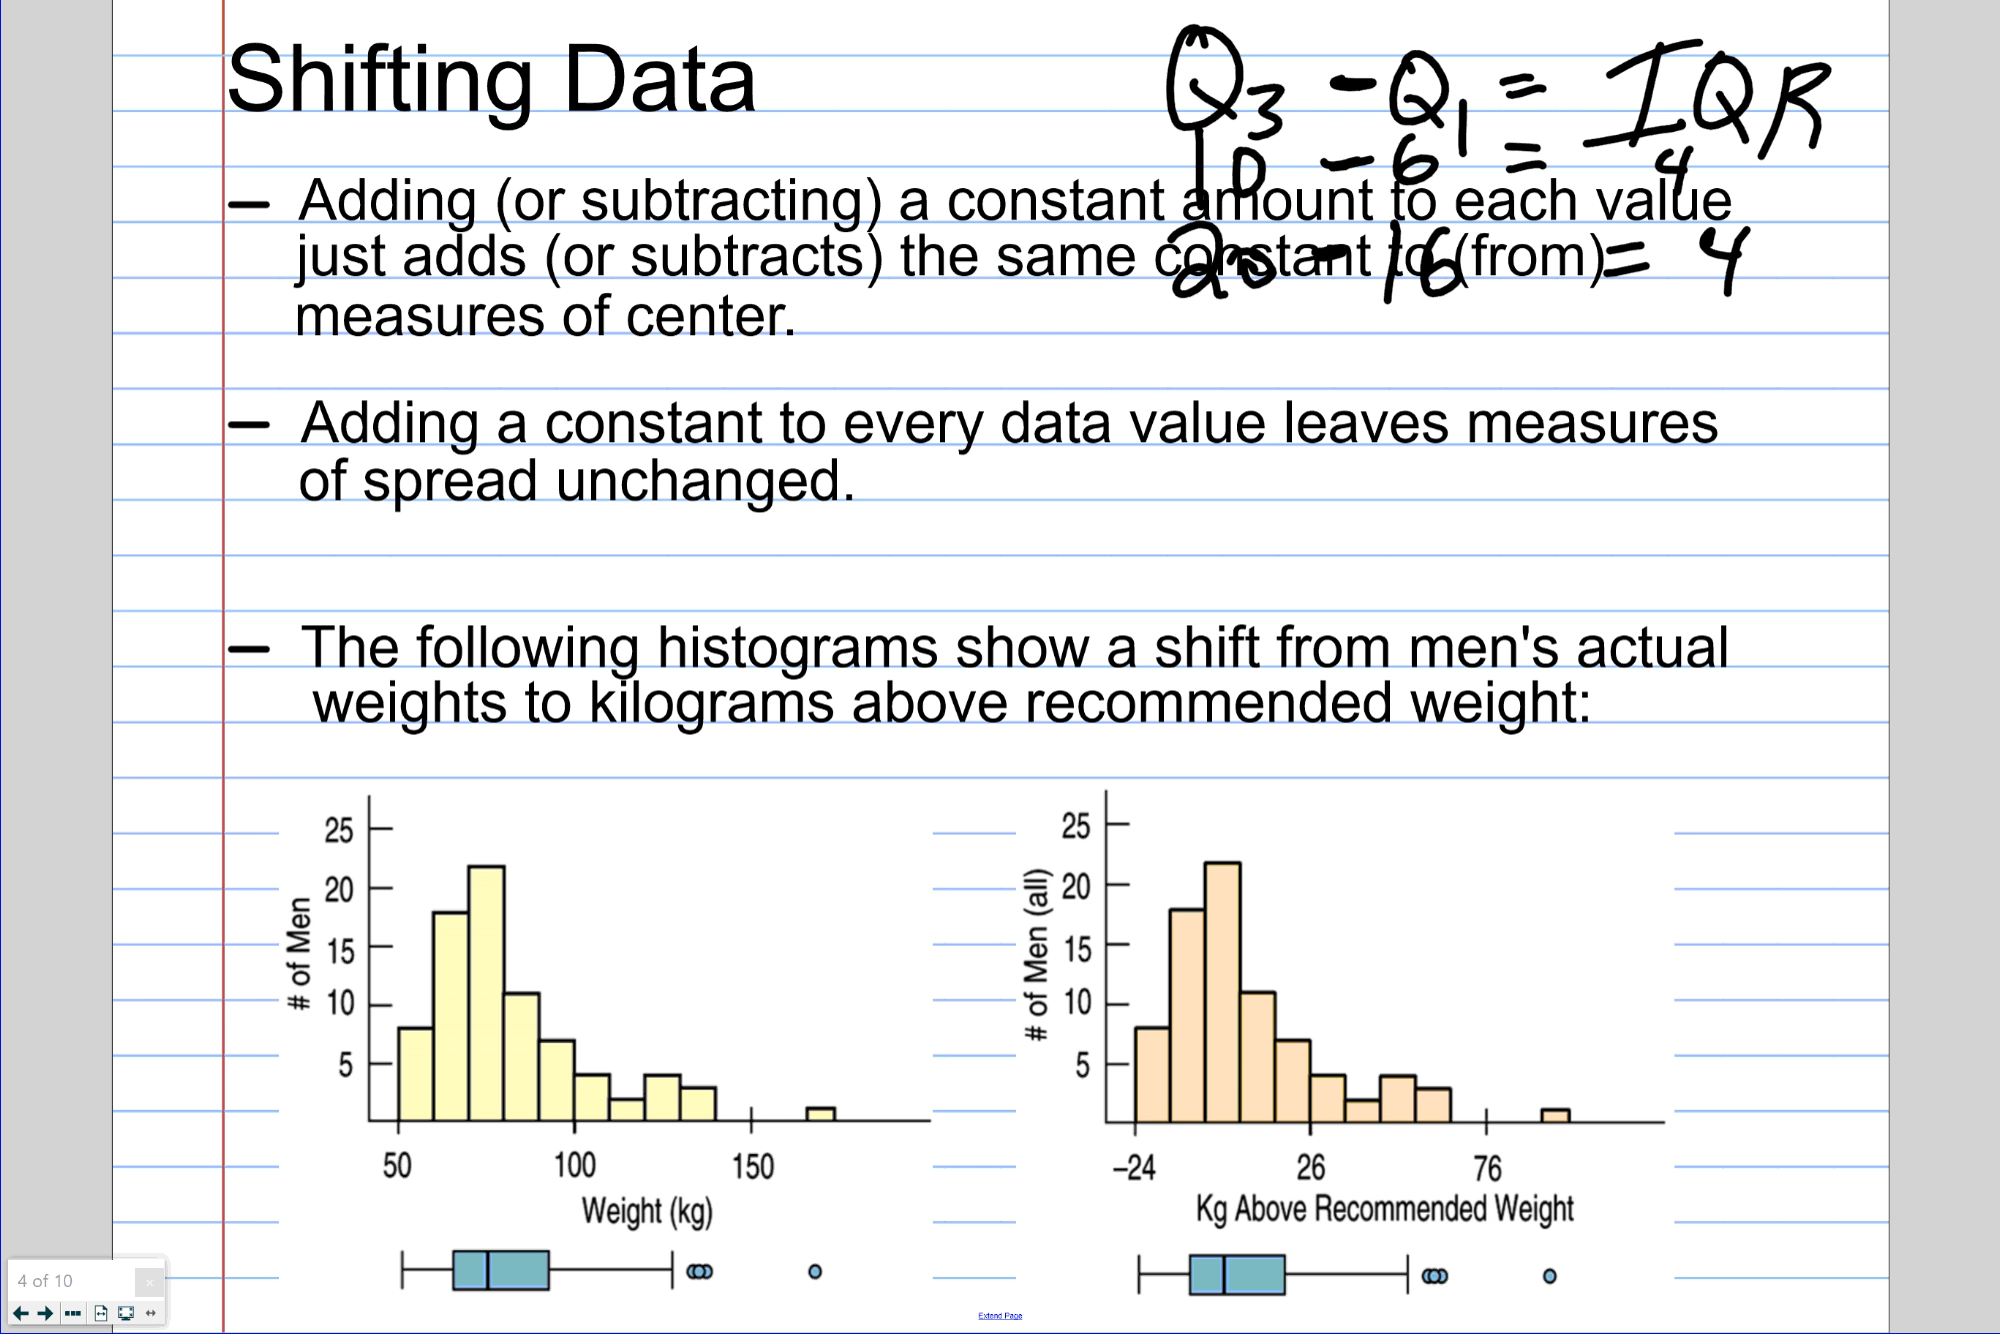 Shifting Data
Q3 - Q1 = IQR
10 - 6 = 4
20 - 16 = 4
– Adding (or subtracting) a constant amount to each value
just adds (or subtracts) the same constant to (from)
measures of center.
– Adding a constant to every data value leaves measures
of spread unchanged.
– The following histograms show a shift from men's actual
weights to kilograms above recommended weight:
# of Men
25
20
15
10
5
50 100 150
Weight (kg)
# of Men (all)
25
20
15
10
5
–24 26 76
Kg Above Recommended Weight
4 of 10
Extend Page